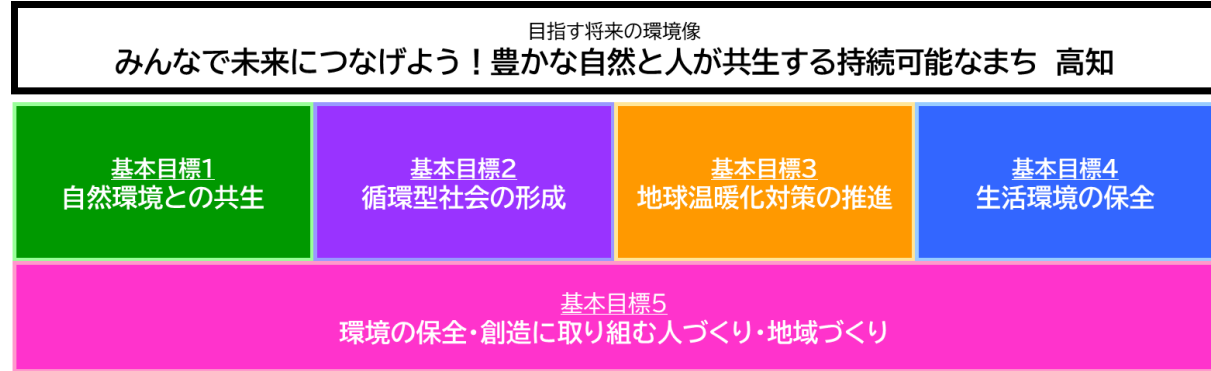 目指す将来の環境像
みんなで未来につなげよう！豊かな自然と人が共生する持続可能なまち 高知
基本目標1
自然環境との共生
基本目標2
循環型社会の形成
基本目標3
地球温暖化対策の推進
基本目標4
生活環境の保全
基本目標5
環境の保全・創造に取り組む人づくり・地域づくり